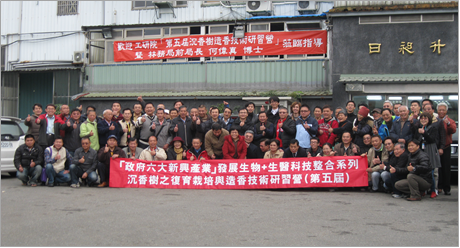 歡迎工研院「第五屆沉香樹造香技術研習營」蒞臨指導
暨 林務局前局長 何偉真 博士
日昶升
「政府六大新興產業」發展生物+生醫科技整合系列
沉香樹之復育栽培與造香技術研習營(第五屆)